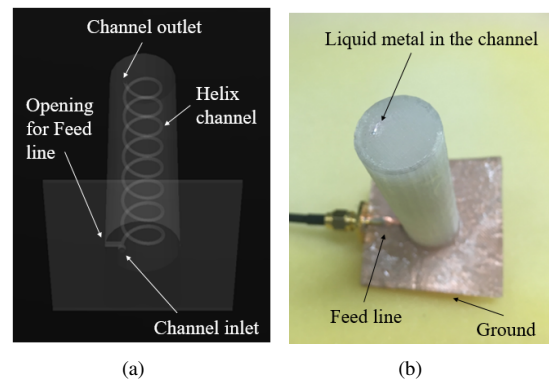 Channel outlet
Opening
for Feed
line
Helix
channel
Channel inlet
(a)
Liquid metal in the channel
Feed line
Ground
(b)